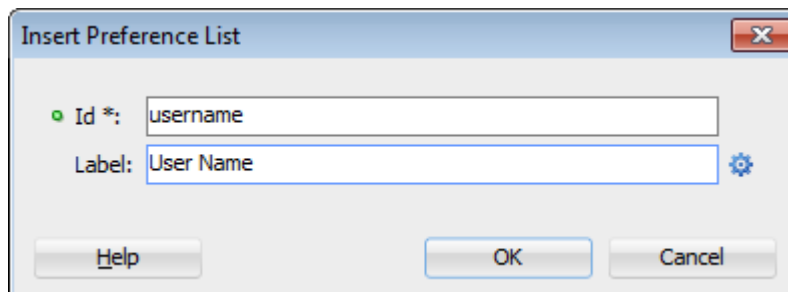 Insert Preference List
Id *: username
Label: User Name
Help OK Cancel